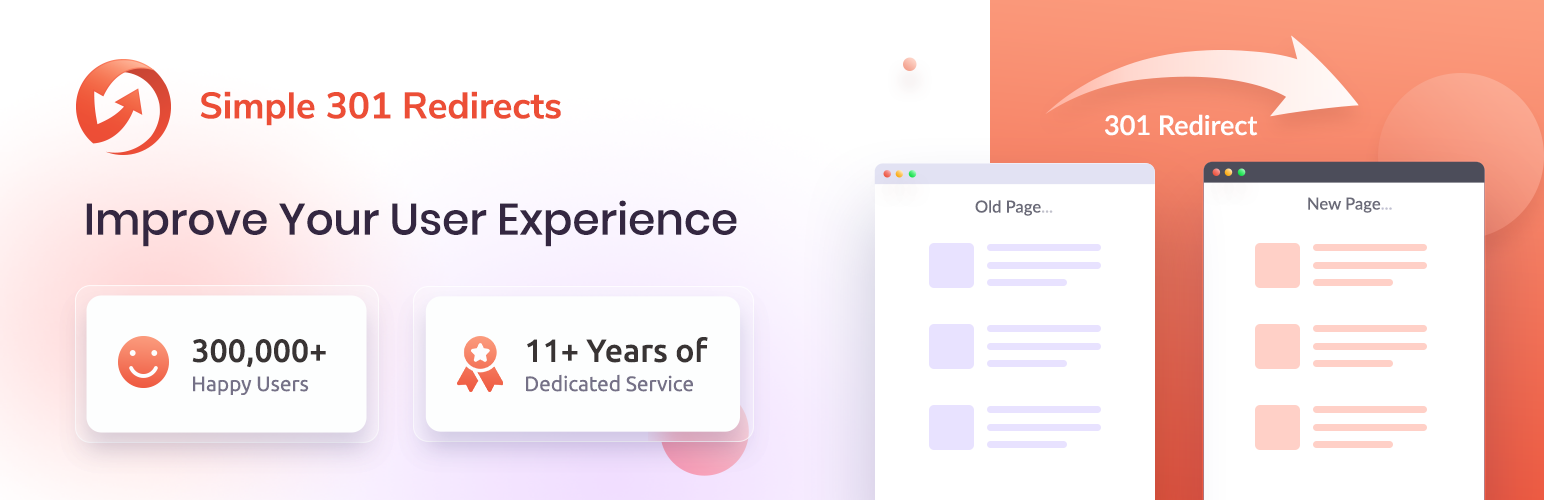 Simple 301 Redirects
Improve Your User Experience
300,000+
Happy Users
11+ Years of
Dedicated Service
301 Redirect
Old Page...
New Page...